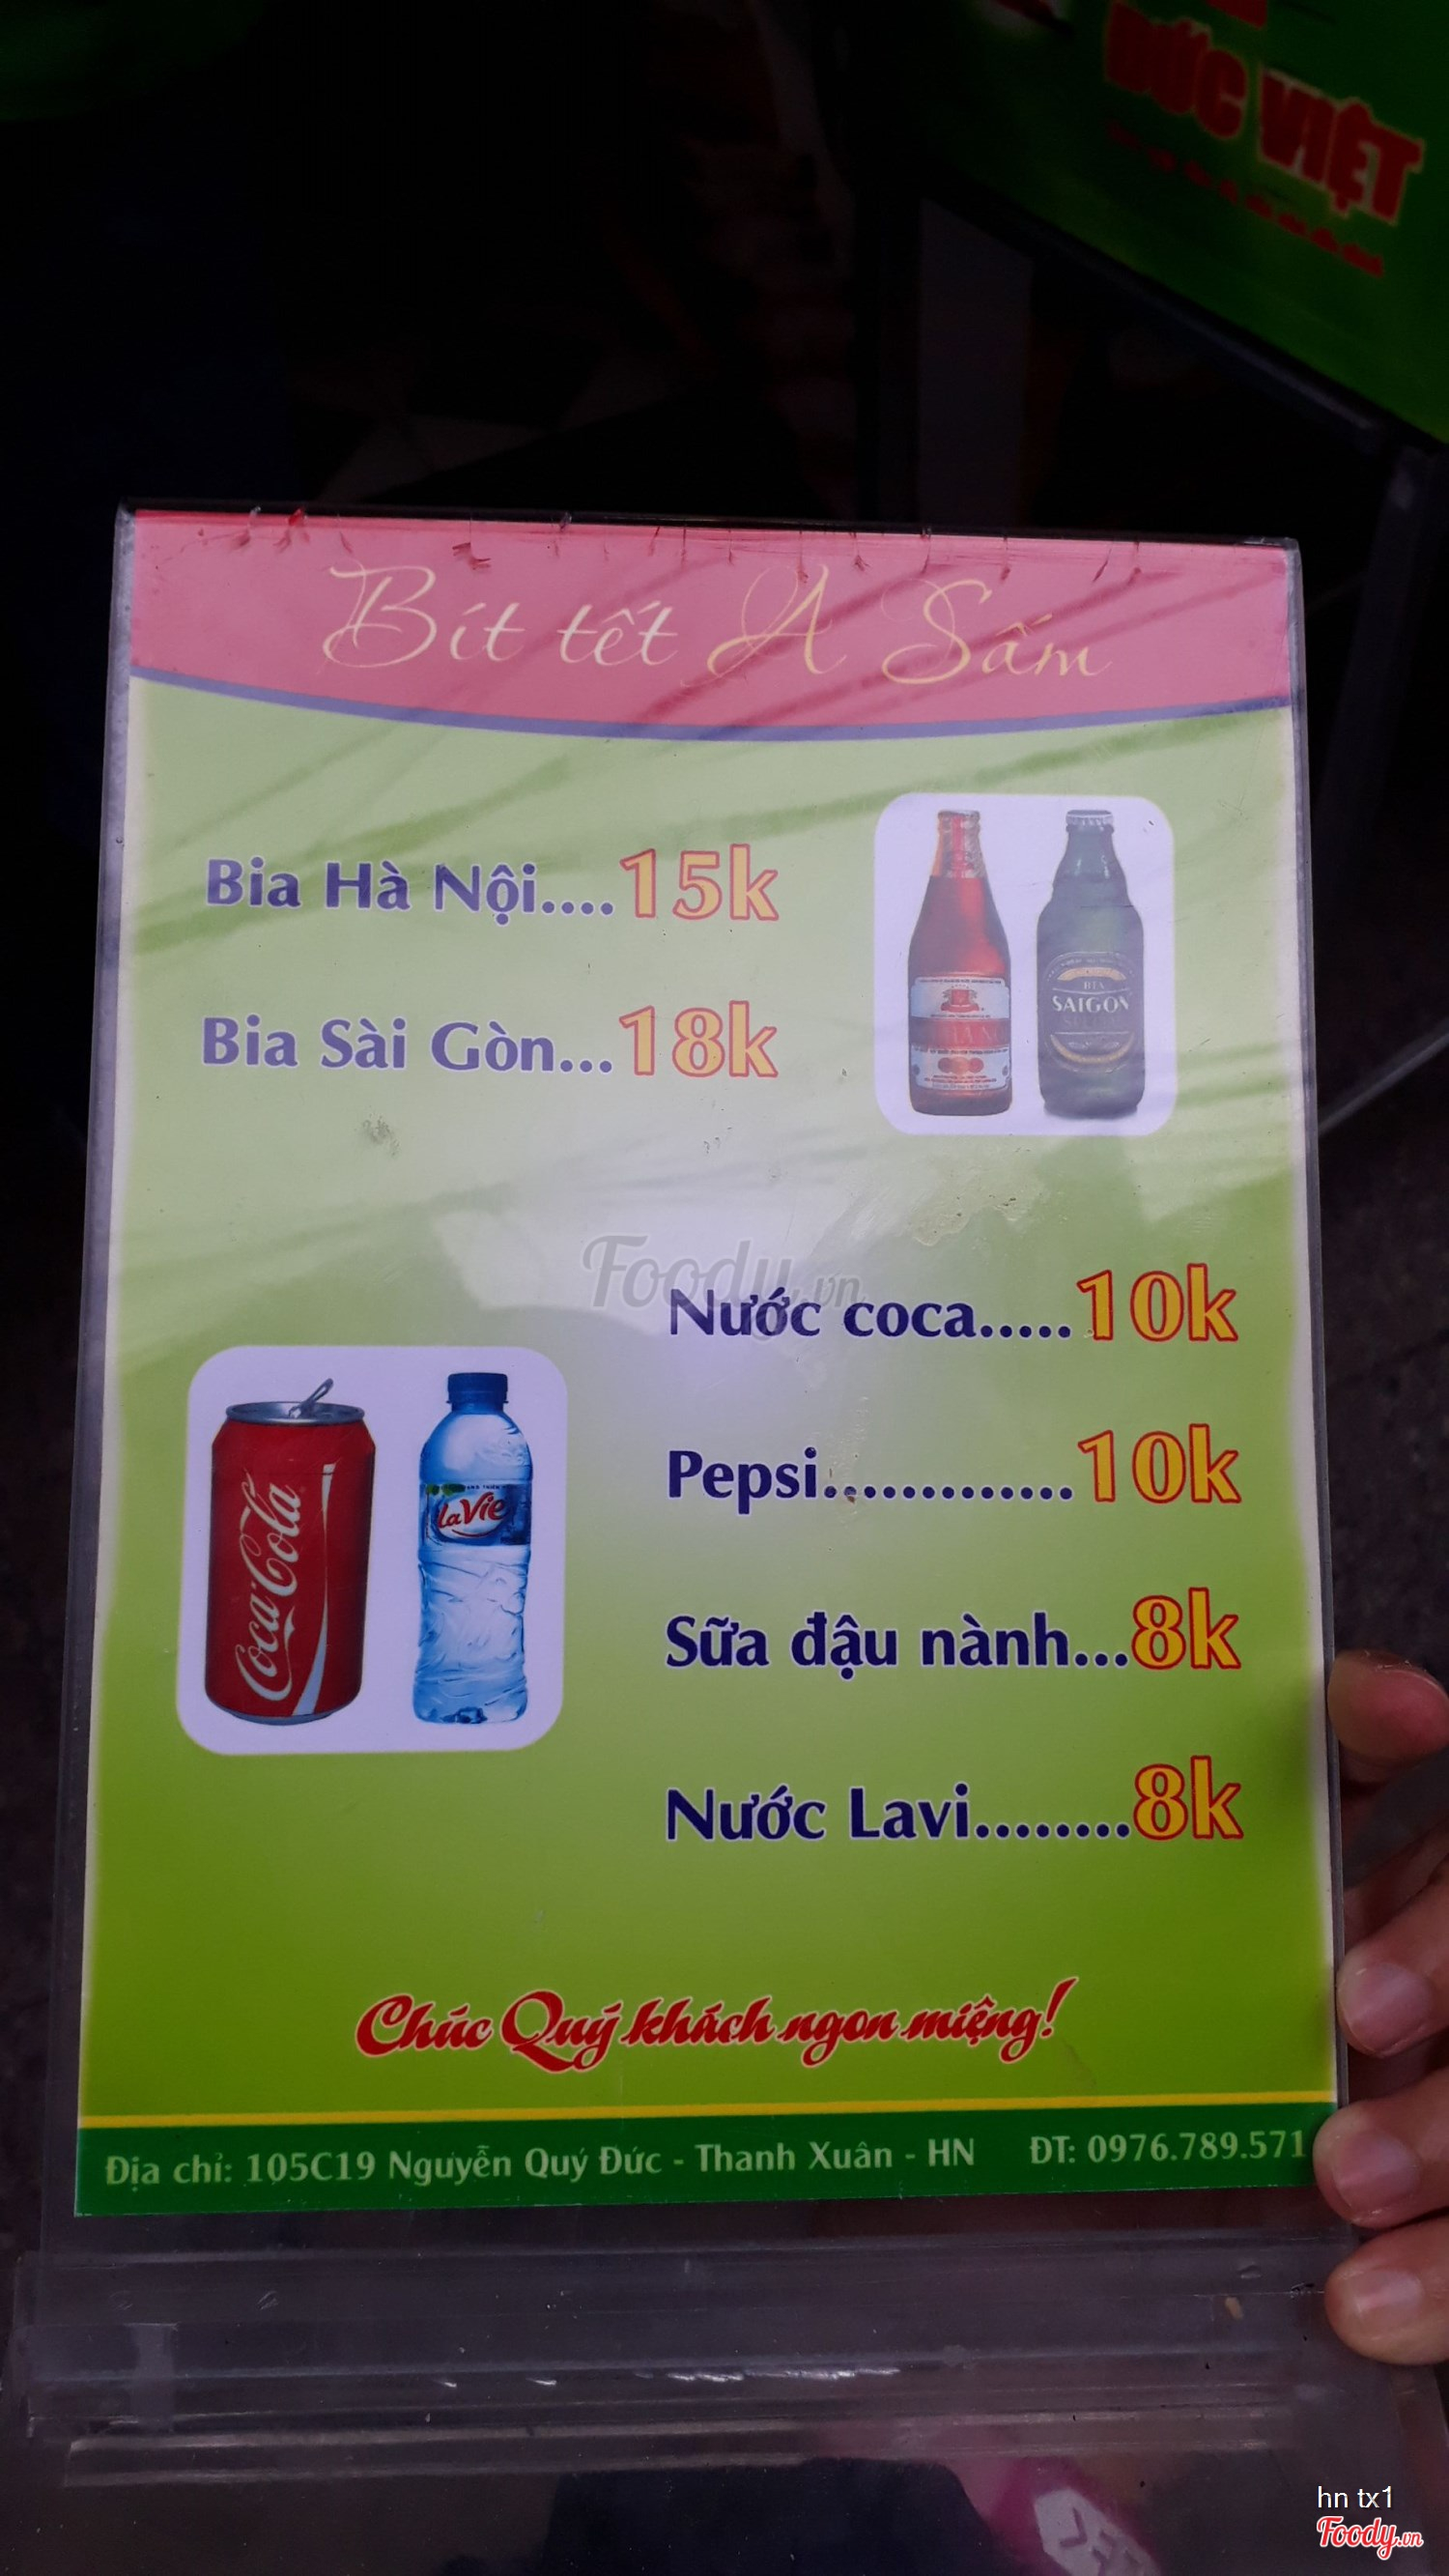 ĐỨC VIỆT
Bít tết A Sấm
Bia Hà Nội....15k
Bia Sài Gòn...18k
BIA
SAIGON
Foody.vn
Nước coca.....10k
Pepsi.............10k
Sữa đậu nành...8k
Nước Lavi........8k
Coca-Cola
LaVie
Chúc Quý khách ngon miệng!
Địa chỉ: 105C19 Nguyễn Quý Đức - Thanh Xuân - HN ĐT: 0976.789.571
hn tx1
Foody.vn